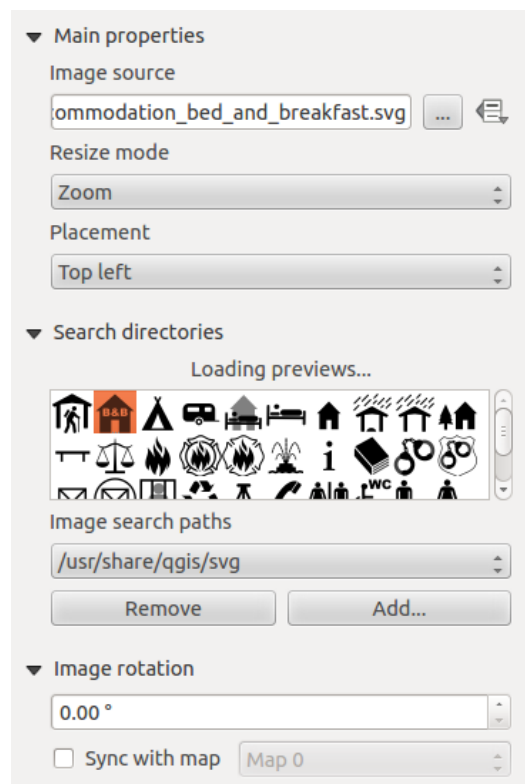 Main properties
Image source
ommodation_bed_and_breakfast.svg ...
Resize mode
Zoom
Placement
Top left
Search directories
Loading previews...
B&B
i
WC
Image search paths
/usr/share/qgis/svg
Remove Add...
Image rotation
0.00 °
Sync with map Map 0